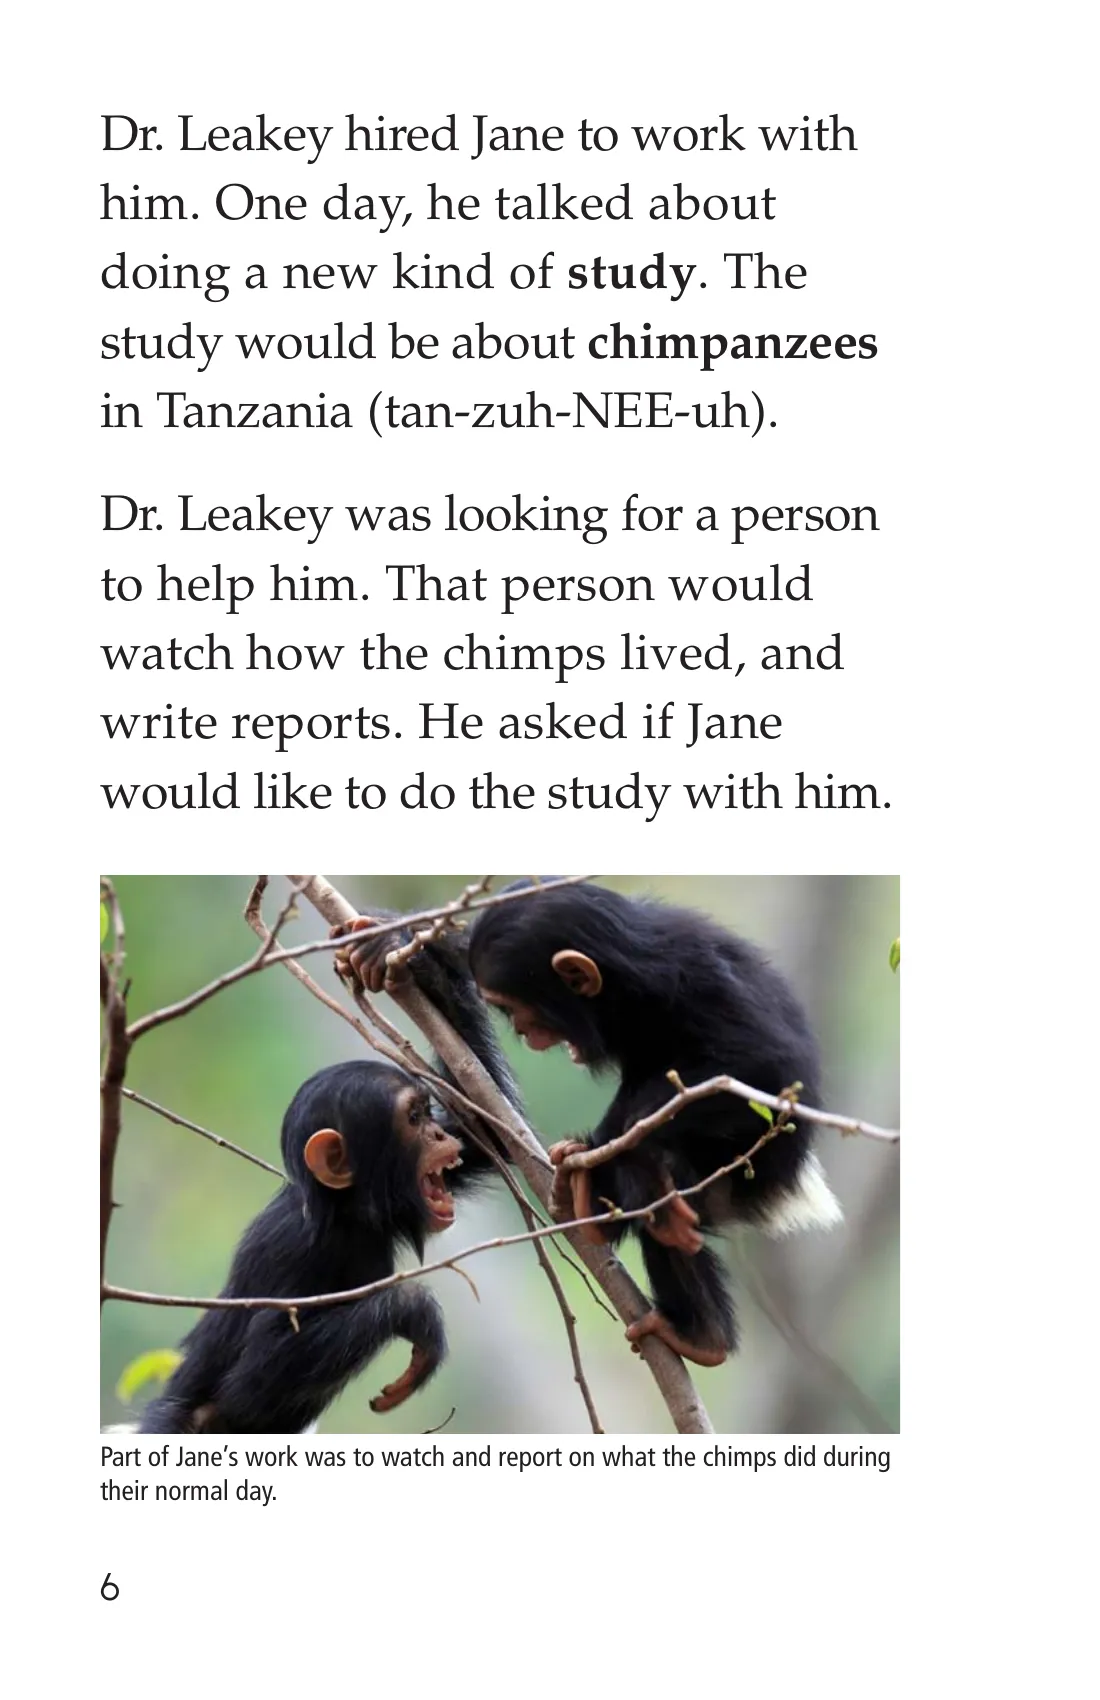 Dr. Leakey hired Jane to work with
him. One day, he talked about
doing a new kind of study. The
study would be about chimpanzees
in Tanzania (tan-zuh-NEE-uh).
Dr. Leakey was looking for a person
to help him. That person would
watch how the chimps lived, and
write reports. He asked if Jane
would like to do the study with him.
Part of Jane’s work was to watch and report on what the chimps did during
their normal day.
6